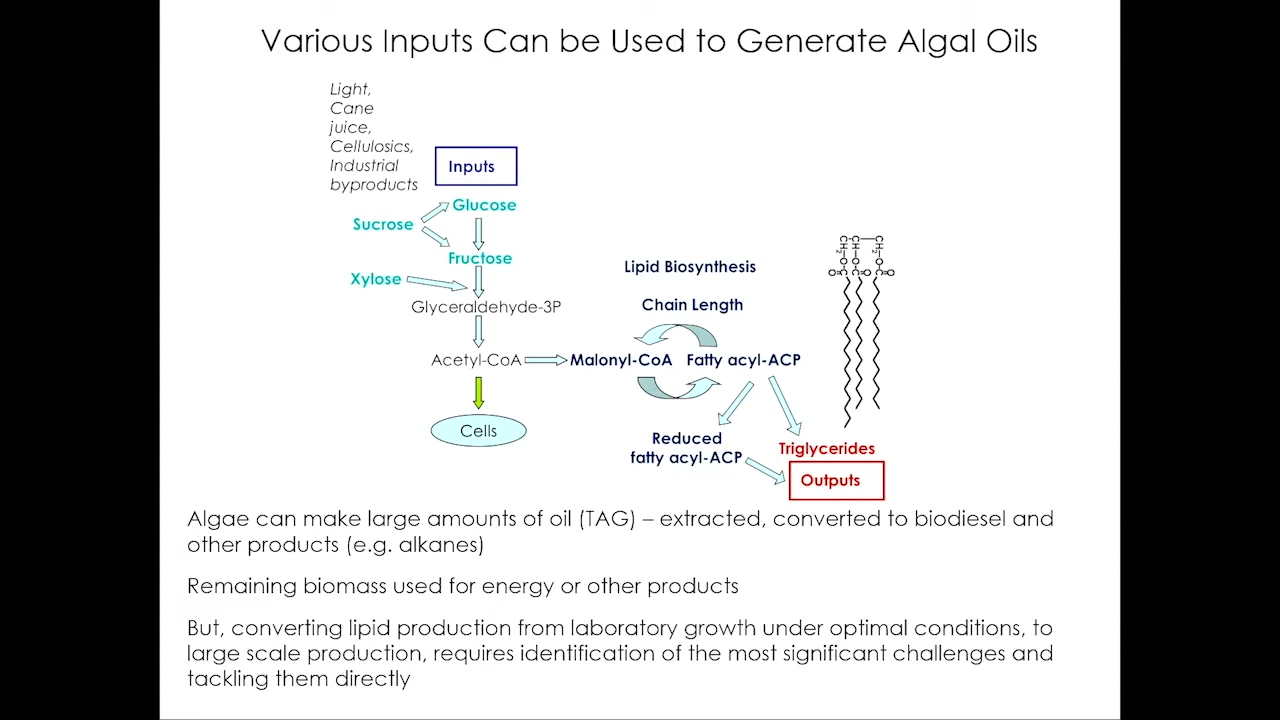 Various Inputs Can be Used to Generate Algal Oils
Light,
Cane
juice,
Cellulosics,
Industrial
byproducts
Inputs
Glucose
Sucrose
Fructose
Xylose
Glyceraldehyde-3P
Acetyl-CoA
Cells
Lipid Biosynthesis
Chain Length
Malonyl-CoA
Fatty acyl-ACP
Reduced
fatty acyl-ACP
Triglycerides
Outputs
CH₂
CH
CH₂
O
O
O
O
C
C
O
C
O
Algae can make large amounts of oil (TAG) – extracted, converted to biodiesel and
other products (e.g. alkanes)
Remaining biomass used for energy or other products
But, converting lipid production from laboratory growth under optimal conditions, to
large scale production, requires identification of the most significant challenges and
tackling them directly